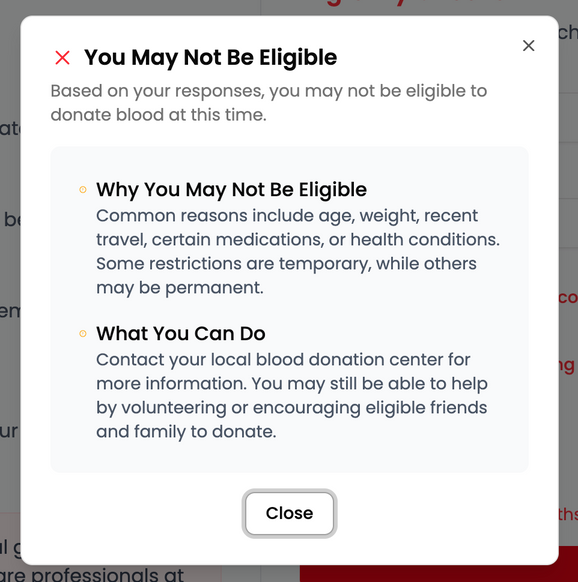 You May Not Be Eligible
Based on your responses, you may not be eligible to
donate blood at this time.
Why You May Not Be Eligible
Common reasons include age, weight, recent
travel, certain medications, or health conditions.
Some restrictions are temporary, while others
may be permanent.
What You Can Do
Contact your local blood donation center for
more information. You may still be able to help
by volunteering or encouraging eligible friends
and family to donate.
Close
are professionals at